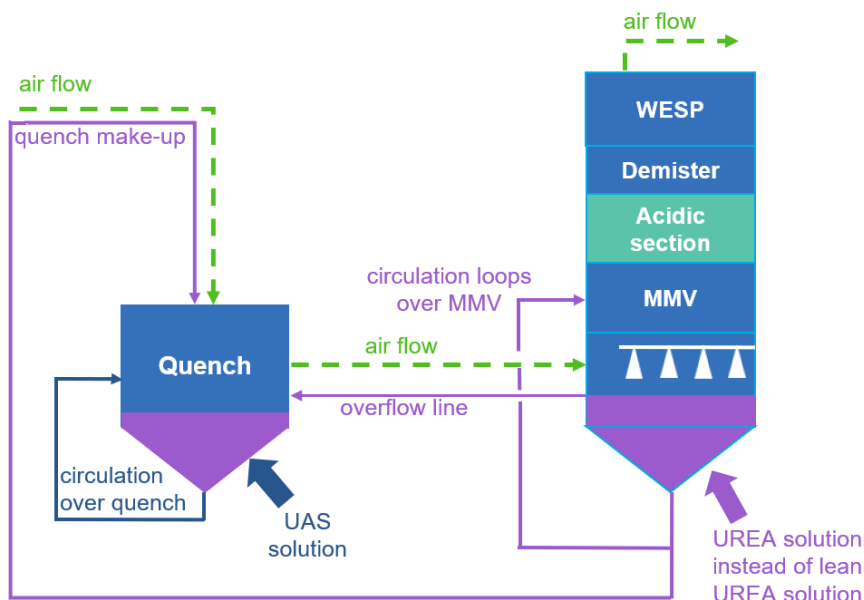 air flow
air flow
quench make-up
WESP
Demister
Acidic
section
circulation loops
over MMV
MMV
Quench
air flow
overflow line
circulation
over quench
UAS
solution
UREA solution
instead of lean
UREA solution